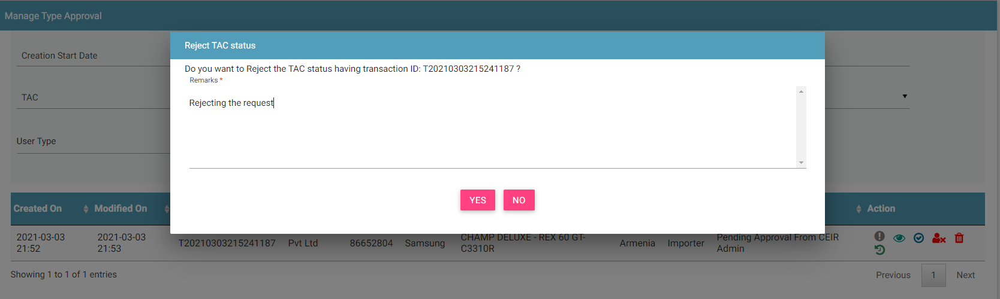 Manage Type Approval
Reject TAC status
Creation Start Date
Do you want to Reject the TAC status having transaction ID: T20210303215241187 ?
Remarks *
TAC
Rejecting the request
User Type
YES NO
Created On Modified On Action
2021-03-03 21:52
2021-03-03 21:53
T20210303215241187
Pvt Ltd
86652804
Samsung
CHAMP DELUXE - REX 60 GT-
C3310R
Armenia
Importer
Pending Approval From CEIR
Admin
Showing 1 to 1 of 1 entries
Previous 1 Next